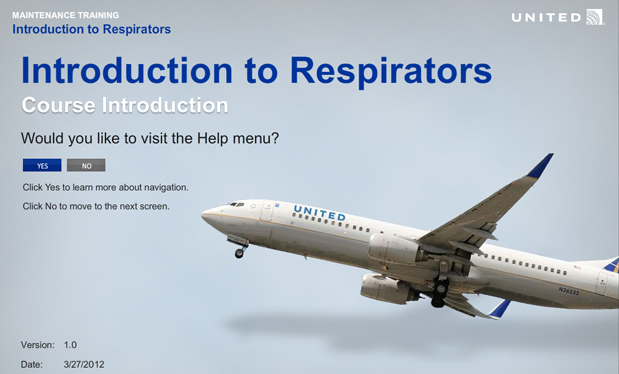 MAINTENANCE TRAINING
Introduction to Respirators
UNITED
Introduction to Respirators
Course Introduction
Would you like to visit the Help menu?
YES NO
Click Yes to learn more about navigation.
Click No to move to the next screen.
UNITED
N26232
Version: 1.0
Date: 3/27/2012